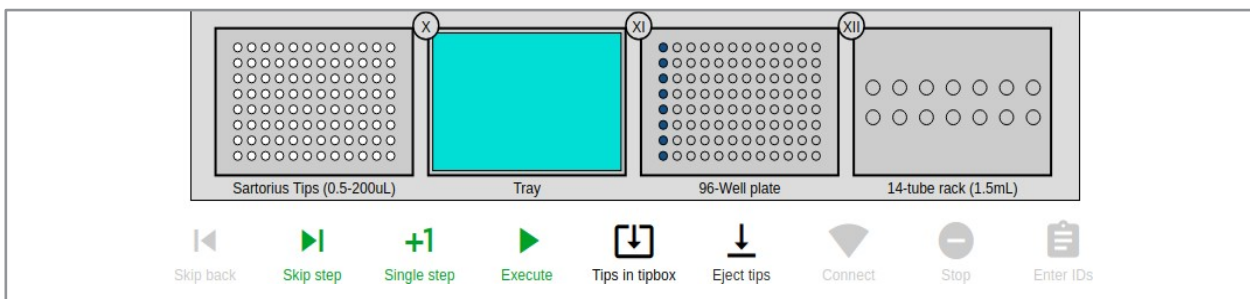 X XI XII
Sartorius Tips (0.5-200uL) Tray 96-Well plate 14-tube rack (1.5mL)
+1
Skip back Skip step Single step Execute Tips in tipbox Eject tips Connect Stop Enter IDs